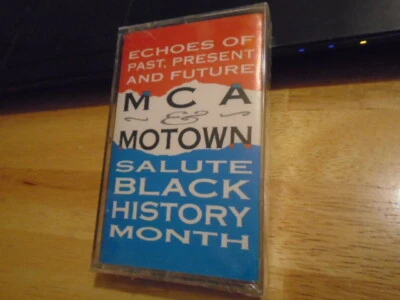 ECHOES OF
PAST, PRESENT
AND FUTURE
MCA
&
MOTOWN
SALUTE
BLACK
HISTORY
MONTH